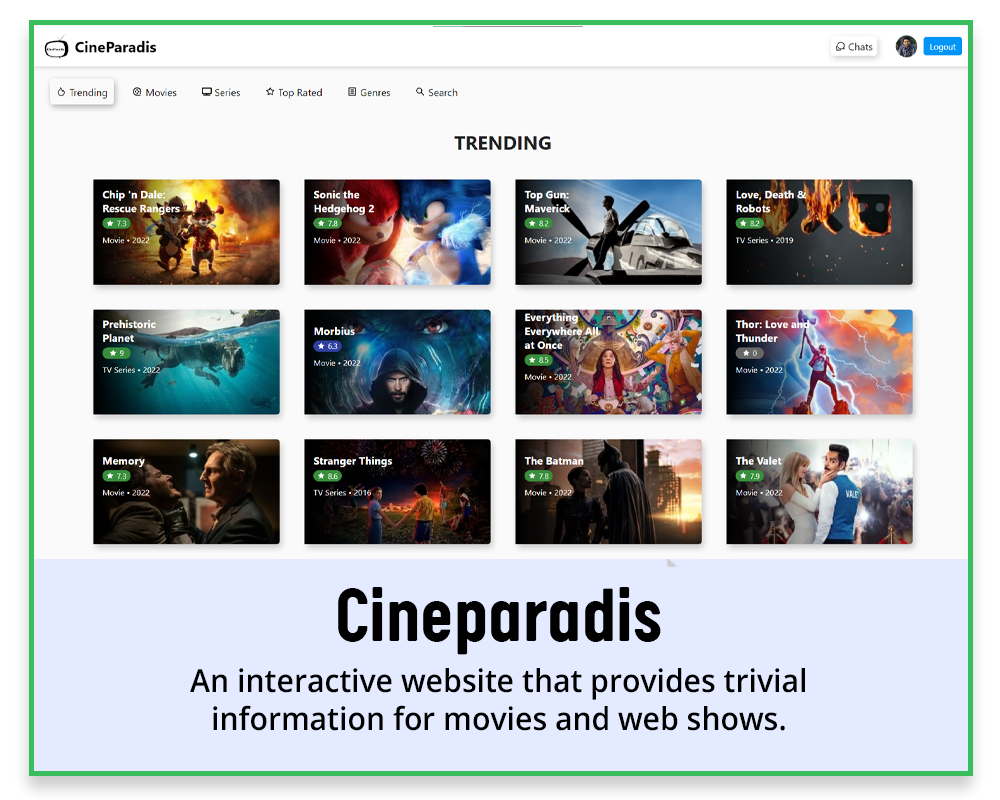 CineParadis
Chats
Logout
Trending
Movies
Series
Top Rated
Genres
Search
TRENDING
Chip 'n Dale:
Rescue Rangers
★ 7.3
Movie • 2022
Sonic the
Hedgehog 2
★ 7.8
Movie • 2022
Top Gun:
Maverick
★ 8.2
Movie • 2022
Love, Death &
Robots
★ 8.2
TV Series • 2019
Prehistoric
Planet
★ 9
TV Series • 2022
Morbius
★ 6.3
Movie • 2022
Everything
Everywhere All
at Once
★ 8.5
Movie • 2022
Thor: Love and
Thunder
★ 0
Movie • 2022
Memory
★ 7.3
Movie • 2022
Stranger Things
★ 8.6
TV Series • 2016
The Batman
★ 7.8
Movie • 2022
The Valet
★ 7.9
Movie • 2022
VALET
Cineparadis
An interactive website that provides trivial
information for movies and web shows.